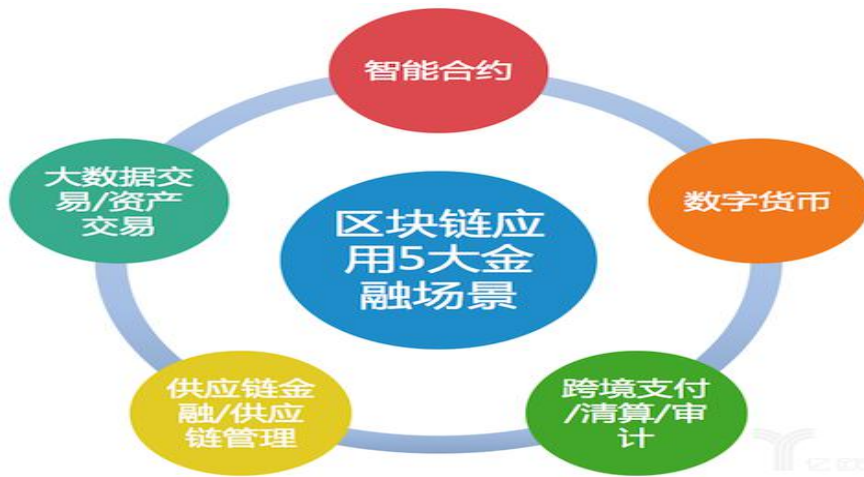 智能合约
数字货币
跨境支付
/清算/审
计
供应链金
融/供应
链管理
大数据交
易/资产
交易
区块链应
用5大金
融场景
亿欧